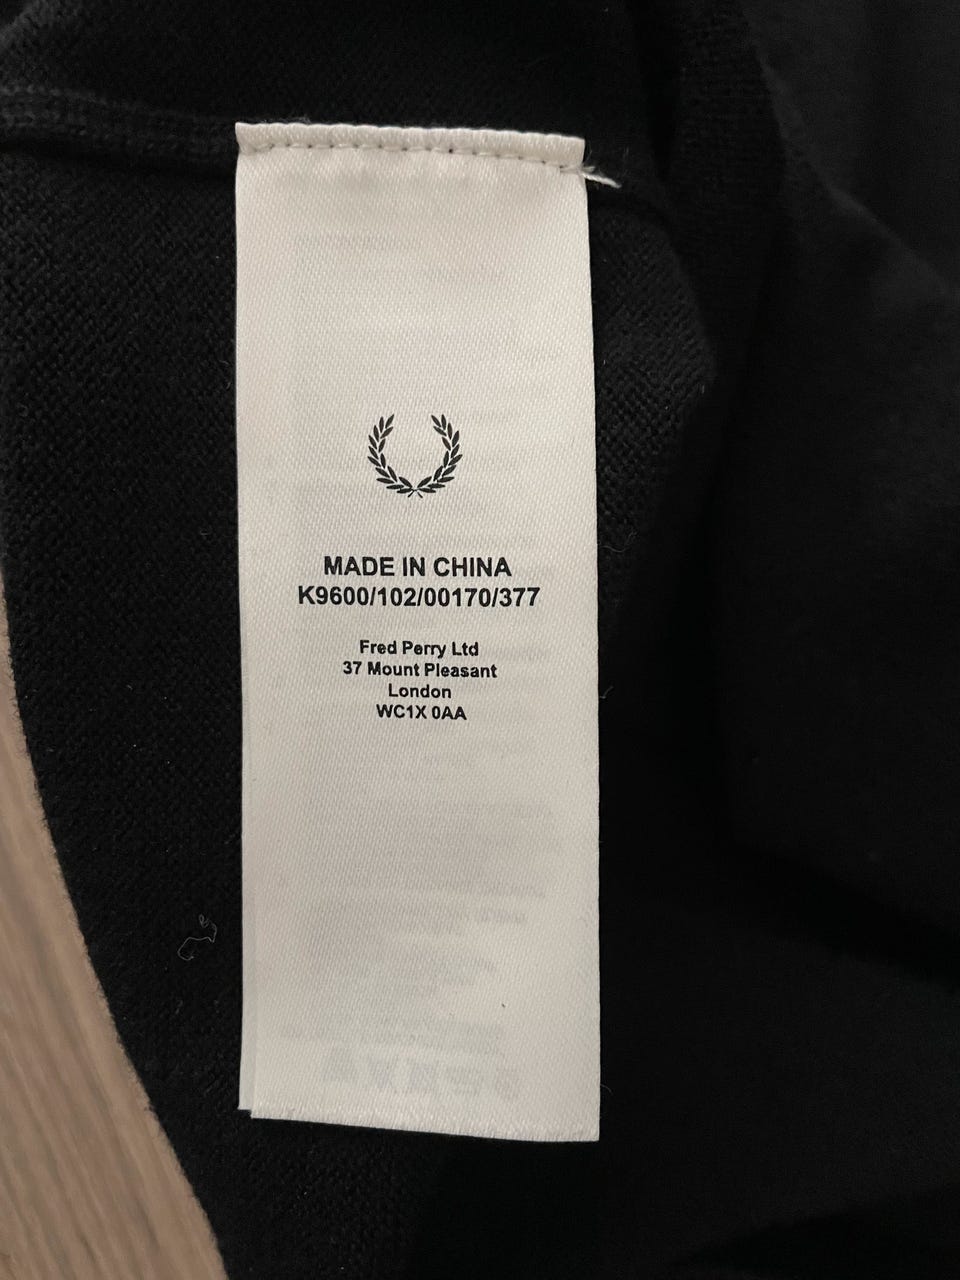 MADE IN CHINA
K9600/102/00170/377
Fred Perry Ltd
37 Mount Pleasant
London
WC1X 0AA